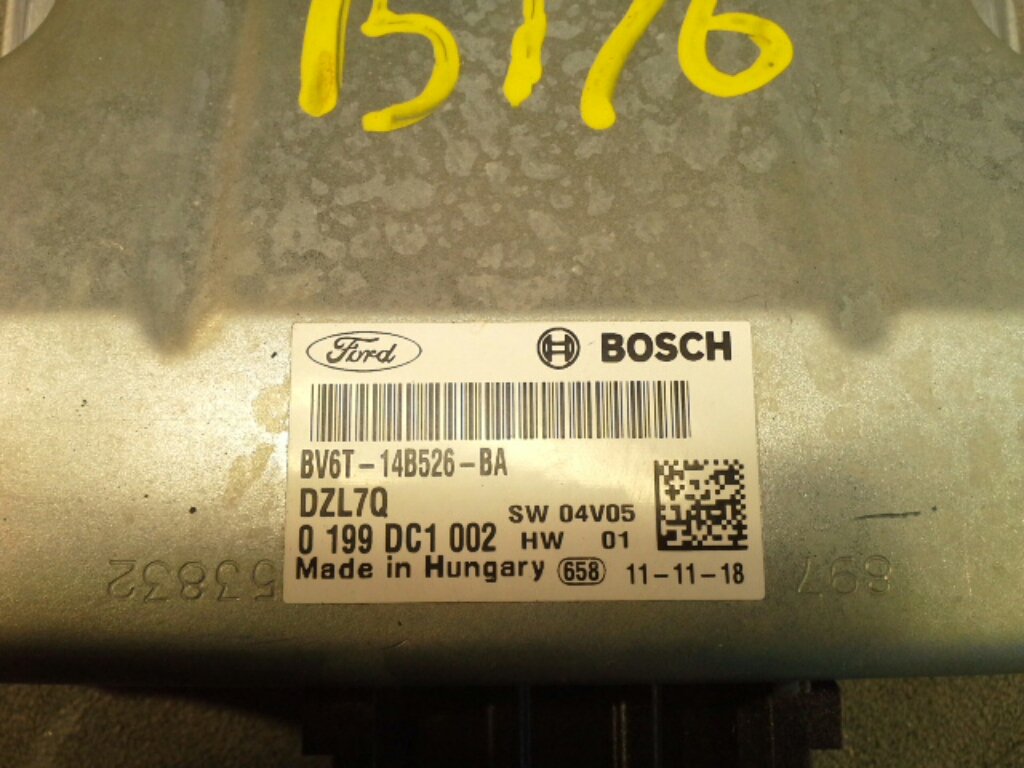 15176
Ford BOSCH
BV6T-14B526-BA
DZL7Q
SW 04V05
0 199 DC1 002 HW 01
Made in Hungary 658 11-11-18
53832 697